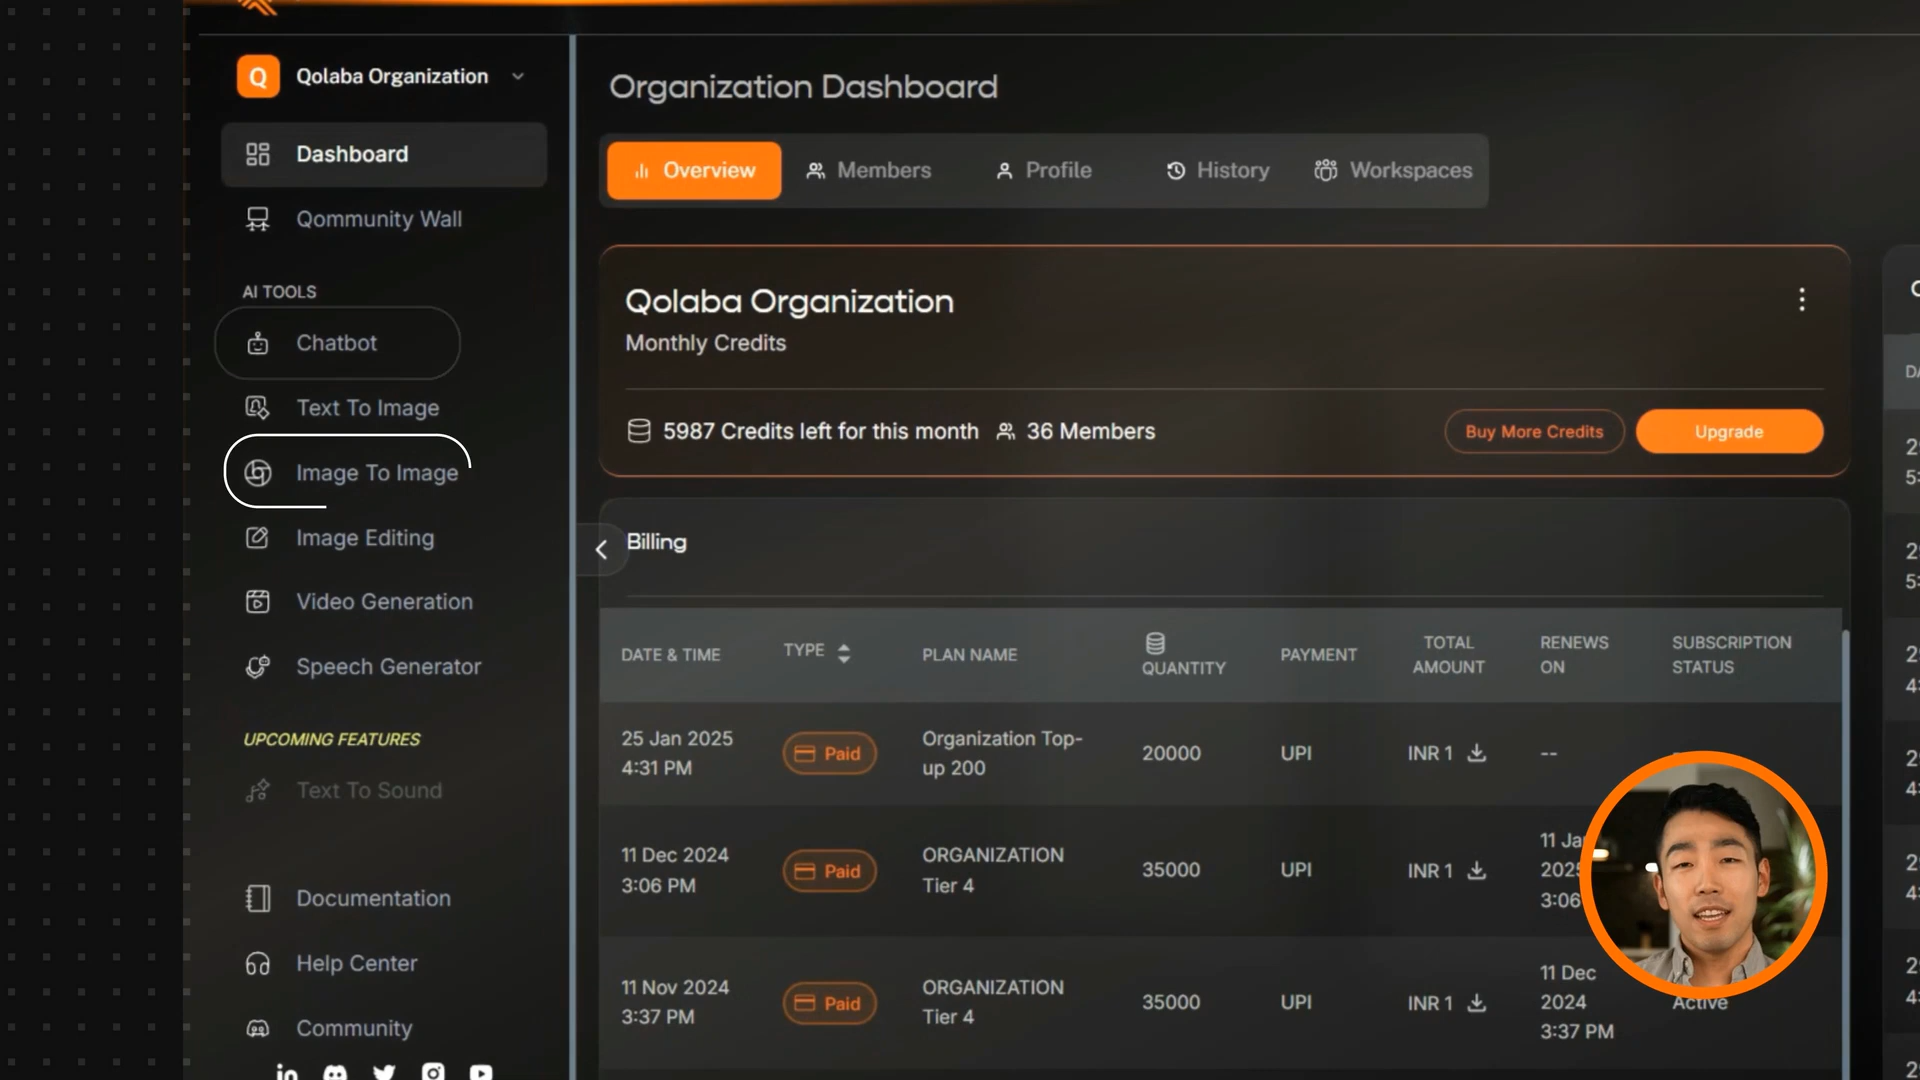 Q Qolaba Organization
Dashboard
Qommunity Wall
AI TOOLS
Chatbot
Text To Image
Image To Image
Image Editing
Video Generation
Speech Generator
UPCOMING FEATURES
Text To Sound
Documentation
Help Center
Community
Organization Dashboard
Overview Members Profile History Workspaces
Qolaba Organization
Monthly Credits
5987 Credits left for this month 36 Members Buy More Credits Upgrade
Billing
DATE & TIME TYPE PLAN NAME QUANTITY PAYMENT TOTAL AMOUNT RENEWS ON SUBSCRIPTION STATUS
25 Jan 2025
4:31 PM
Paid
Organization Top-
up 200
20000 UPI INR 1 --
11 Dec 2024
3:06 PM
Paid
ORGANIZATION
Tier 4
35000 UPI INR 1
11
2025
3:06
11 Nov 2024
3:37 PM
Paid
ORGANIZATION
Tier 4
35000 UPI INR 1
11 Dec
2024
3:37 PM
Active